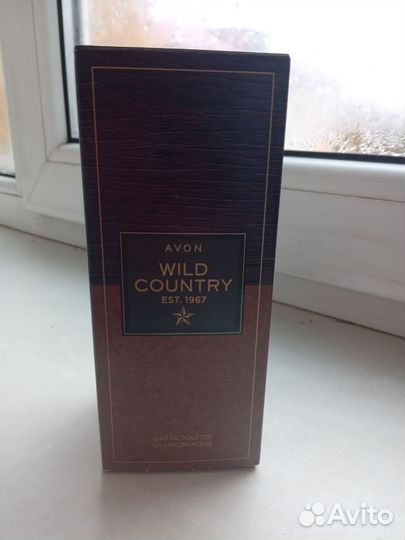 AVON
WILD
COUNTRY
EST. 1967
EAU DE TOILETTE
EN VAPORISATEUR
Avito